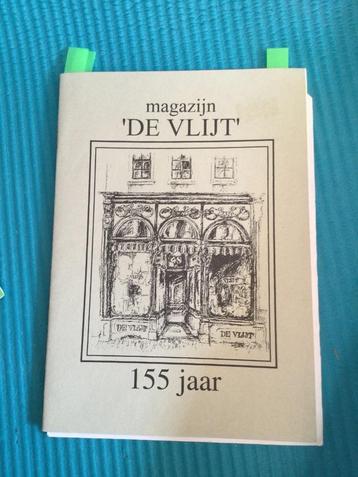 magazijn
'DE VLIJT'
DE VLIJT DE VLIJT
155 jaar